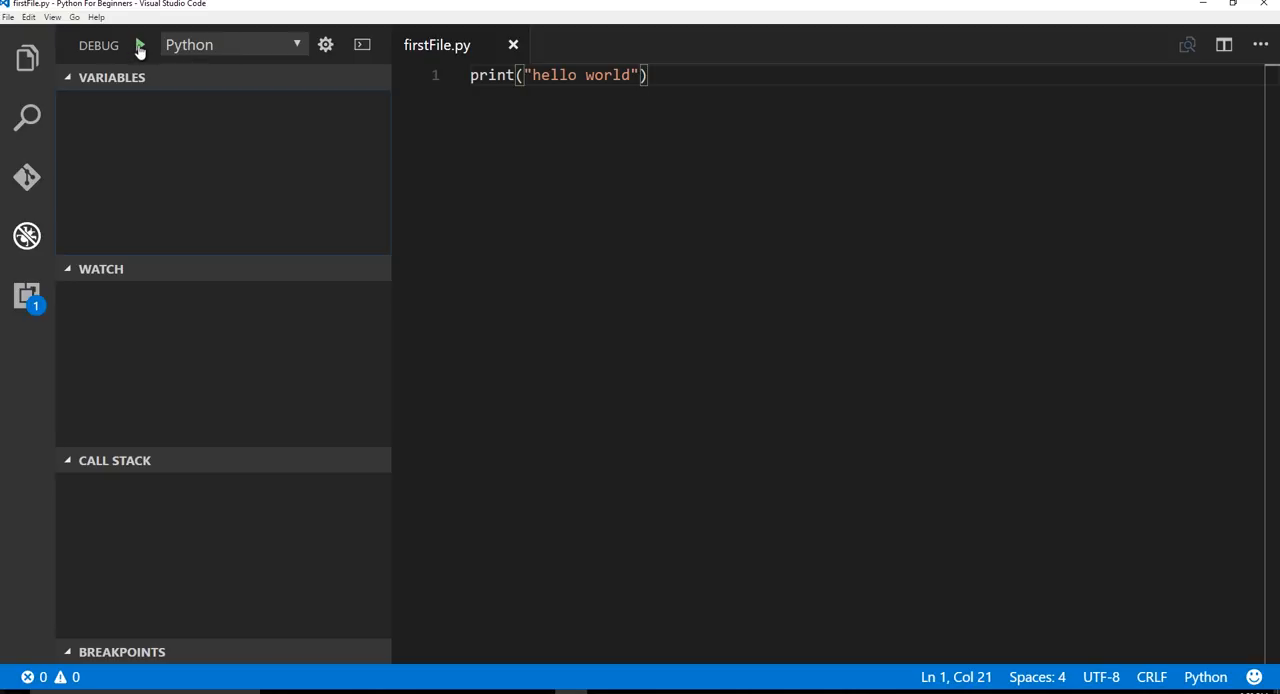 firstFile.py - Python For Beginners - Visual Studio Code
File Edit View Go Help
DEBUG Python firstFile.py
VARIABLES
1 print("hello world")
WATCH
1
CALL STACK
BREAKPOINTS
0 0 Ln 1, Col 21 Spaces: 4 UTF-8 CRLF Python